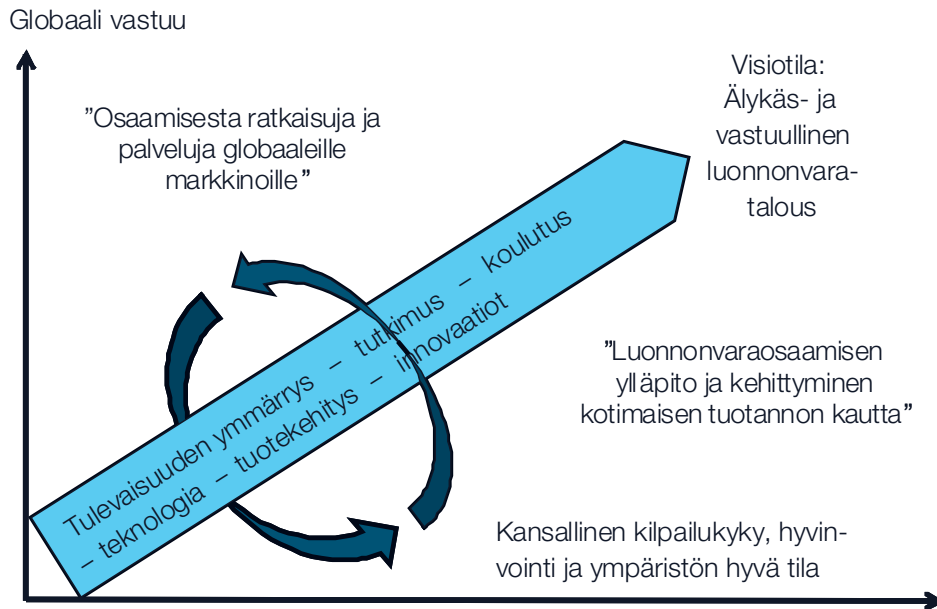 Globaali vastuu
Visiotila:
Älykäs- ja
vastuullinen
luonnonvara-
talous
”Osaamisesta ratkaisuja ja
palveluja globaaleille
markkinoille”
Tulevaisuuden ymmärrys – tutkimus – koulutus
– teknologia – tuotekehitys – innovaatiot
”Luonnonvaraosaamisen
ylläpito ja kehittyminen
kotimaisen tuotannon kautta”
Kansallinen kilpailukyky, hyvin-
vointi ja ympäristön hyvä tila